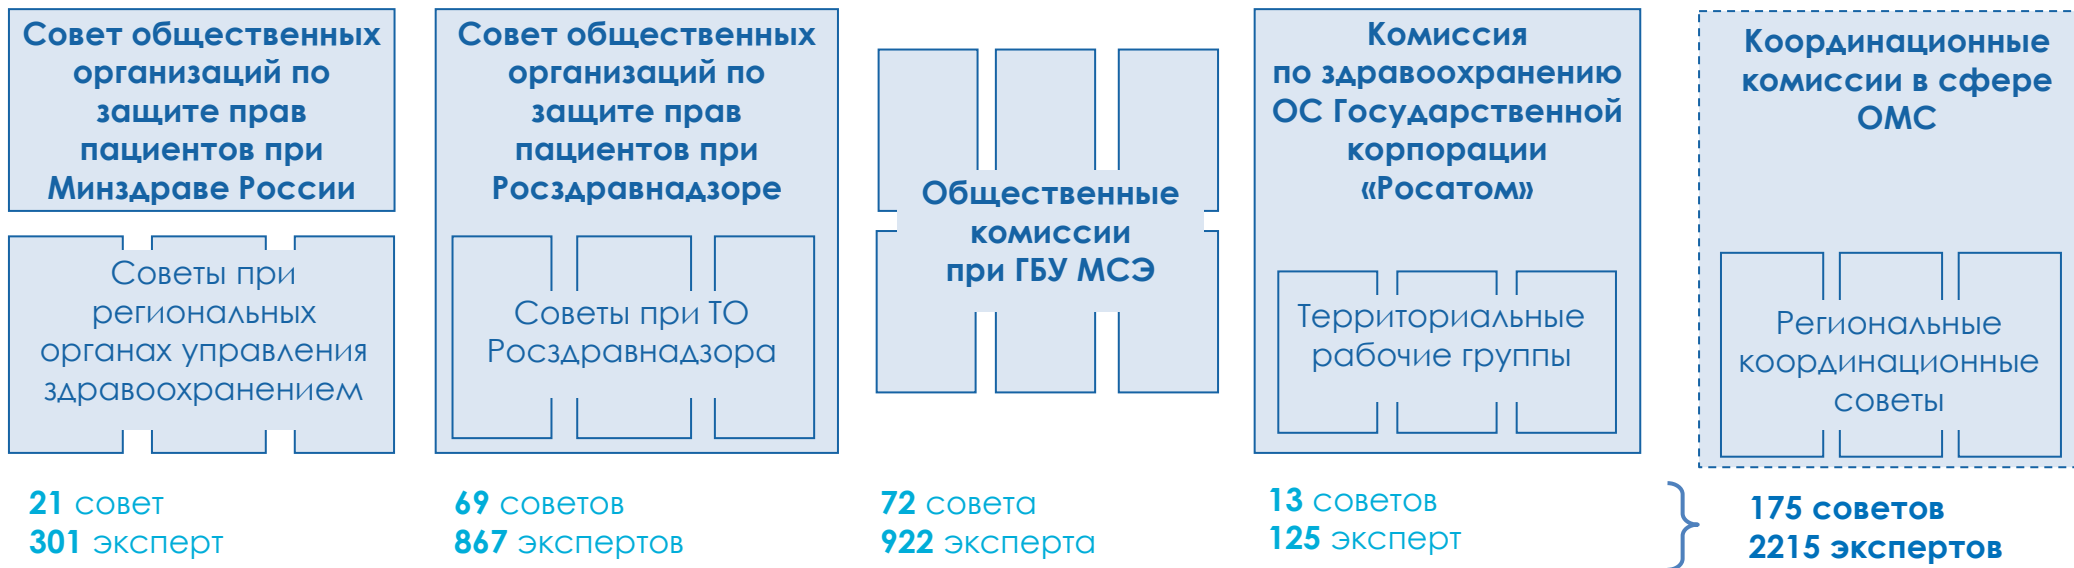 Совет общественных
организаций по
защите прав
пациентов при
Минздраве России
Советы при
региональных
органах управления
здравоохранением
21 совет
301 эксперт
Совет общественных
организаций по
защите прав
пациентов при
Росздравнадзоре
Советы при ТО
Росздравнадзора
69 советов
867 экспертов
Общественные
комиссии
при ГБУ МСЭ
72 совета
922 эксперта
Комиссия
по здравоохранению
ОС Государственной
корпорации
«Росатом»
Территориальные
рабочие группы
13 советов
125 эксперт
Координационные
комиссии в сфере
ОМС
Региональные
координационные
советы
175 советов
2215 экспертов